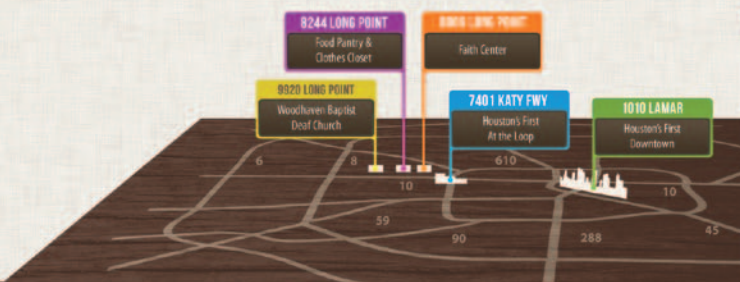 8244 LONG POINT
Food Pantry &
Clothes Closet
LONG POINT
Faith Center
9920 LONG POINT
Woodhaven Baptist
Deaf Church
7401 KATY FWY
Houston's First
At the Loop
1010 LAMAR
Houston's First
Downtown
6
8
10
610
10
59
90
288
45